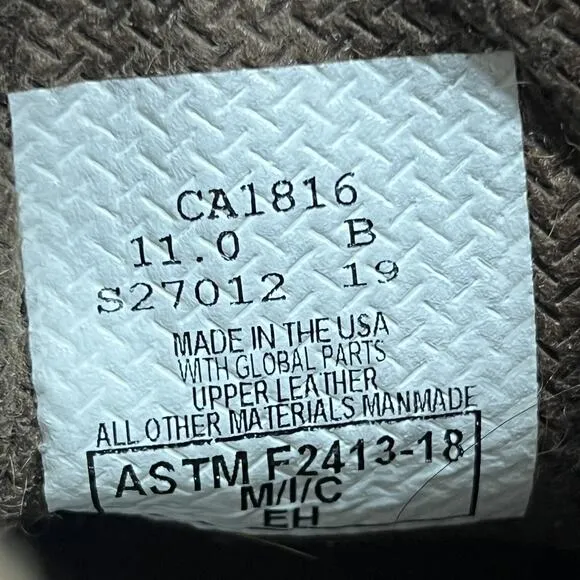 CA1816
11.0 B
S27012 19
MADE IN THE USA
WITH GLOBAL PARTS
UPPER LEATHER
ALL OTHER MATERIALS MANMADE
ASTM F2413-18
M/I/C
EH